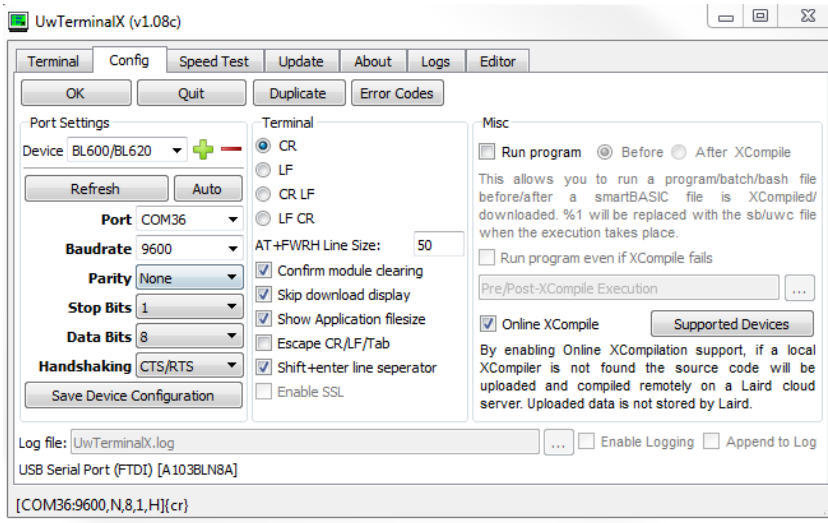 UwTerminalX (v1.08c)
Terminal Config Speed Test Update About Logs Editor
OK Quit Duplicate Error Codes
Port Settings
Device BL600/BL620
Refresh Auto
Port COM36
Baudrate 9600
Parity None
Stop Bits 1
Data Bits 8
Handshaking CTS/RTS
Save Device Configuration
Terminal
CR
LF
CR LF
LF CR
AT+FWRH Line Size: 50
Confirm module clearing
Skip download display
Show Application filesize
Escape CR/LF/Tab
Shift+enter line seperator
Enable SSL
Misc
Run program Before After XCompile
This allows you to run a program/batch/bash file
before/after a smartBASIC file is XCompiled/
downloaded. %1 will be replaced with the sb/uwc file
when the execution takes place.
Run program even if XCompile fails
Pre/Post-XCompile Execution ...
Online XCompile Supported Devices
By enabling Online XCompilation support, if a local
XCompiler is not found the source code will be
uploaded and compiled remotely on a Laird cloud
server. Uploaded data is not stored by Laird.
Log file: UwTerminalX.log ... Enable Logging Append to Log
USB Serial Port (FTDI) [A103BLN8A]
[COM36:9600,N,8,1,H]{cr}